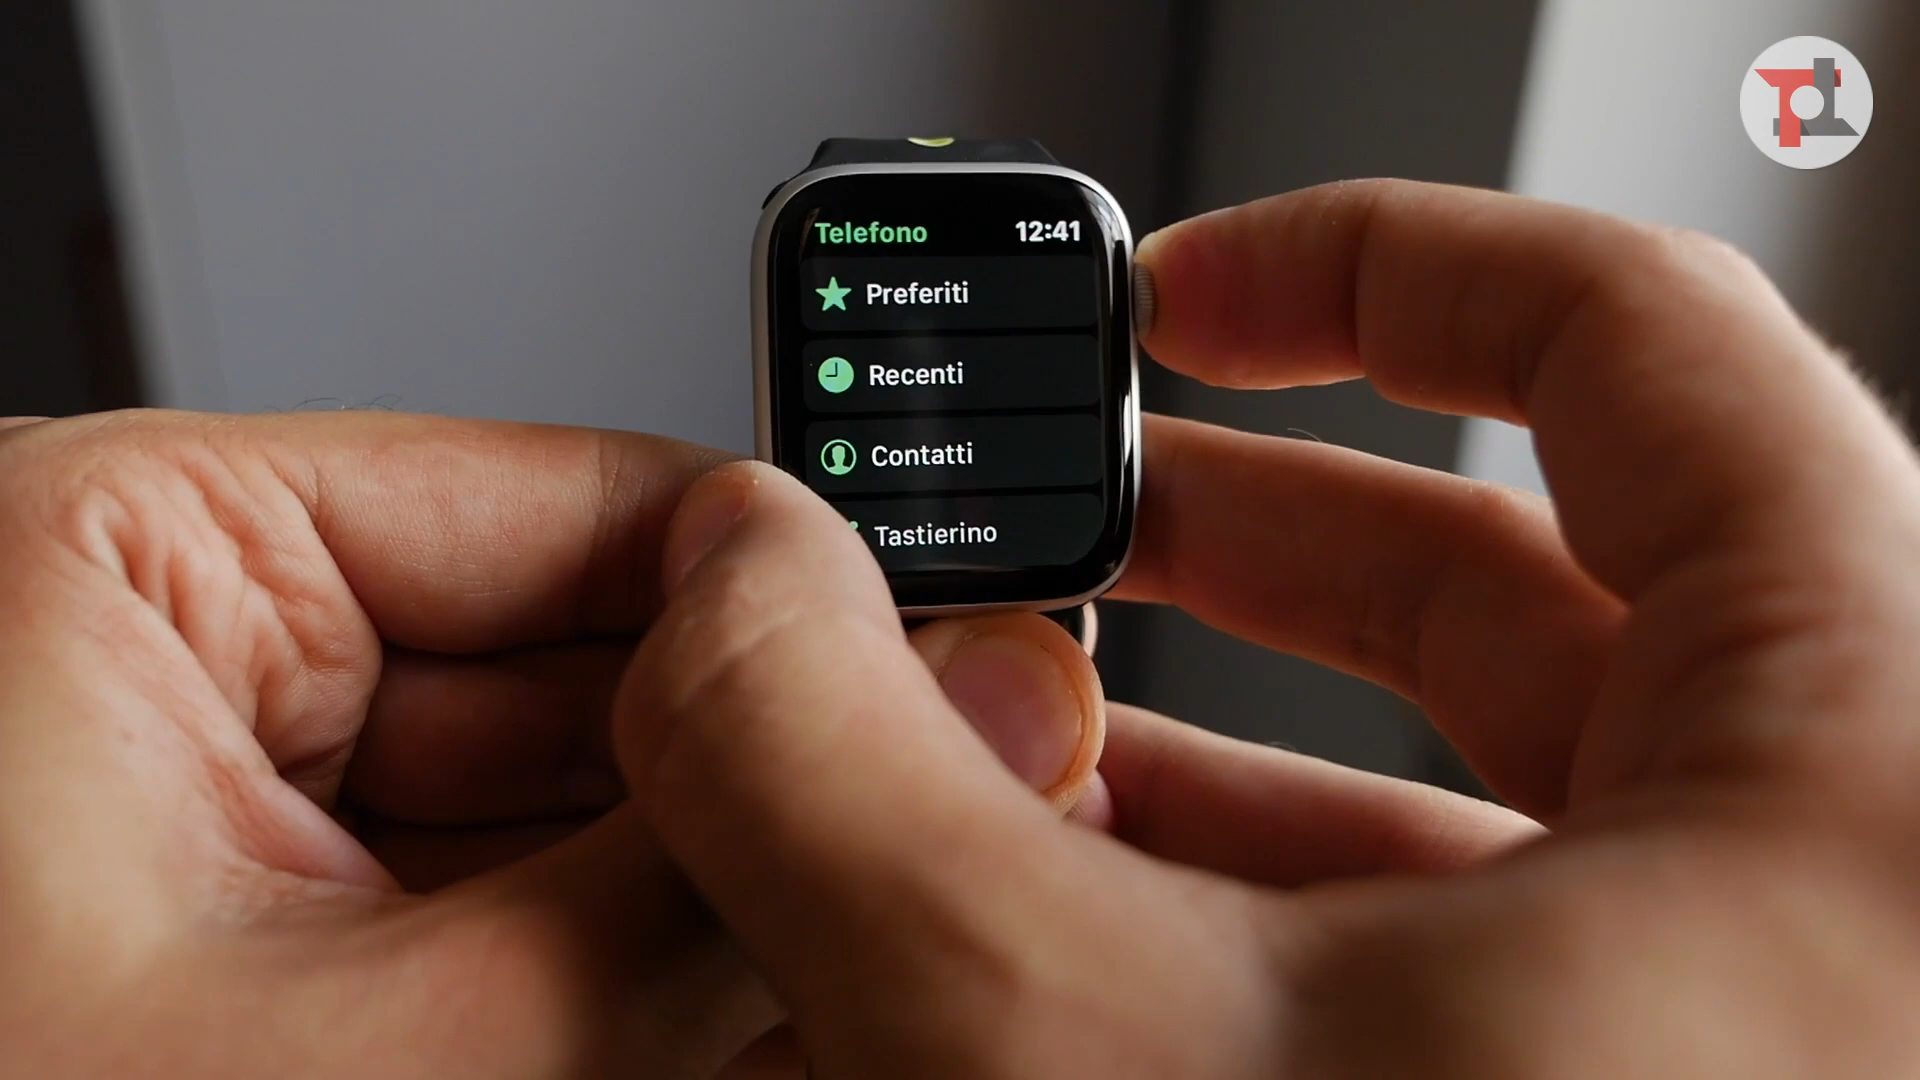 Telefono 12:41
Preferiti
Recenti
Contatti
Tastierino